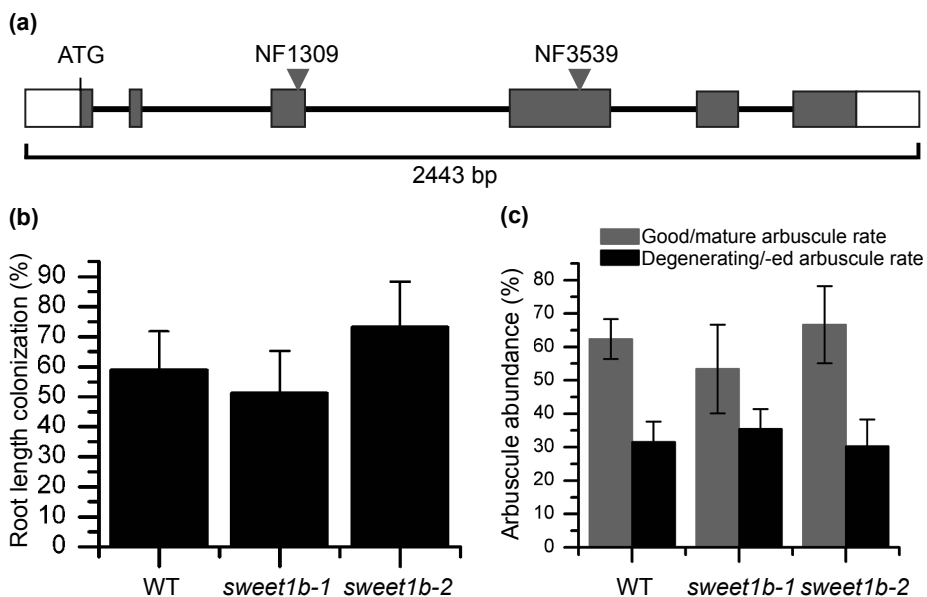 (a)
ATG
NF1309
NF3539
2443 bp
(b)
Root length colonization (%)
90
80
70
60
50
40
30
20
10
0
WT
sweet1b-1
sweet1b-2
(c)
Good/mature arbuscule rate
Degenerating/-ed arbuscule rate
Arbuscule abundance (%)
80
70
60
50
40
30
20
10
0
WT
sweet1b-1
sweet1b-2